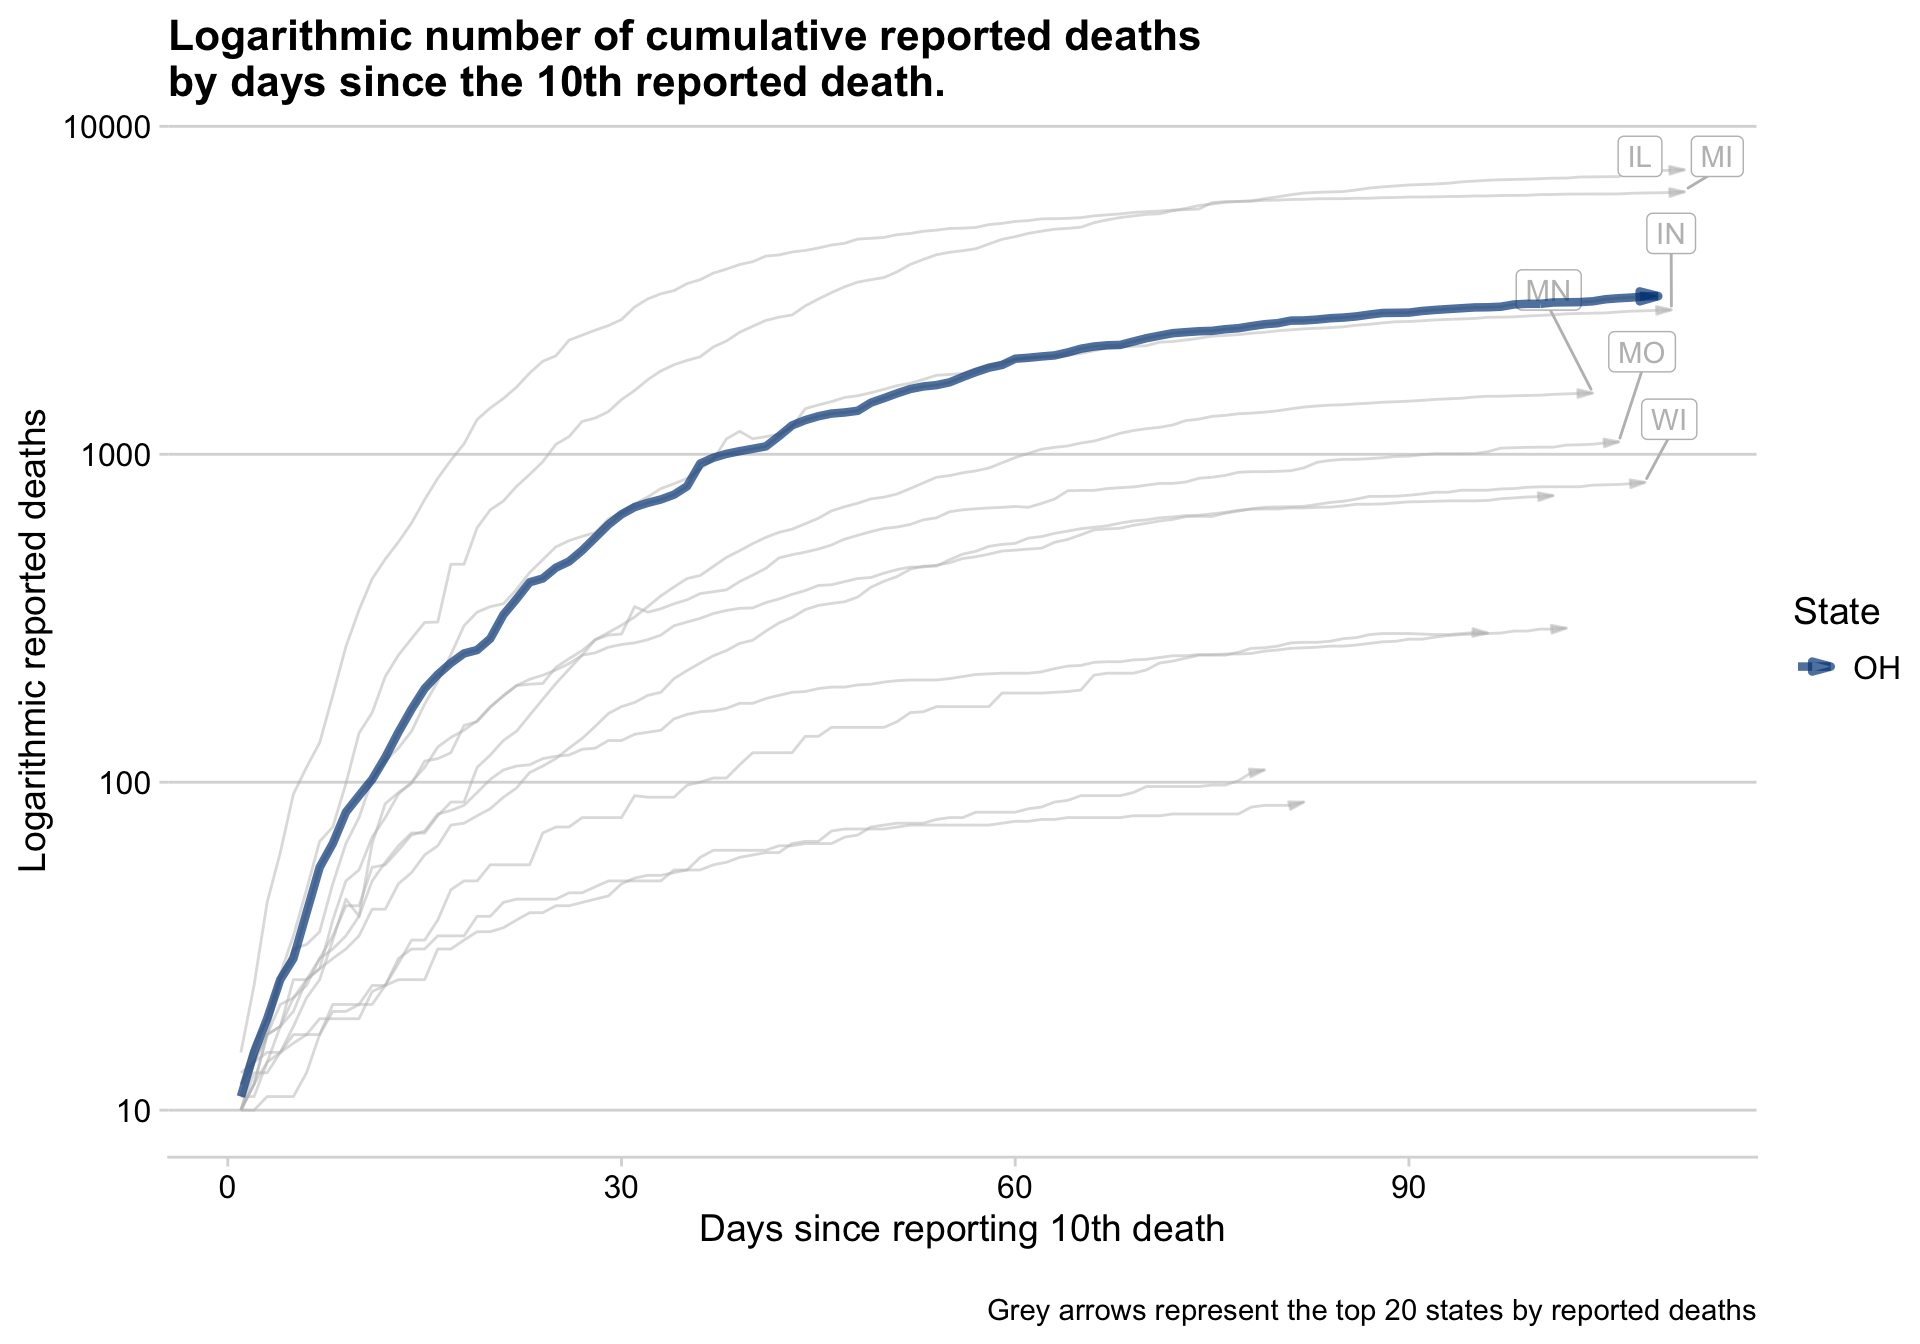 Logarithmic number of cumulative reported deaths
by days since the 10th reported death.
10000
1000
100
10
Logarithmic reported deaths
IL
MI
IN
MN
MO
WI
State
OH
0
30
60
90
Days since reporting 10th death
Grey arrows represent the top 20 states by reported deaths